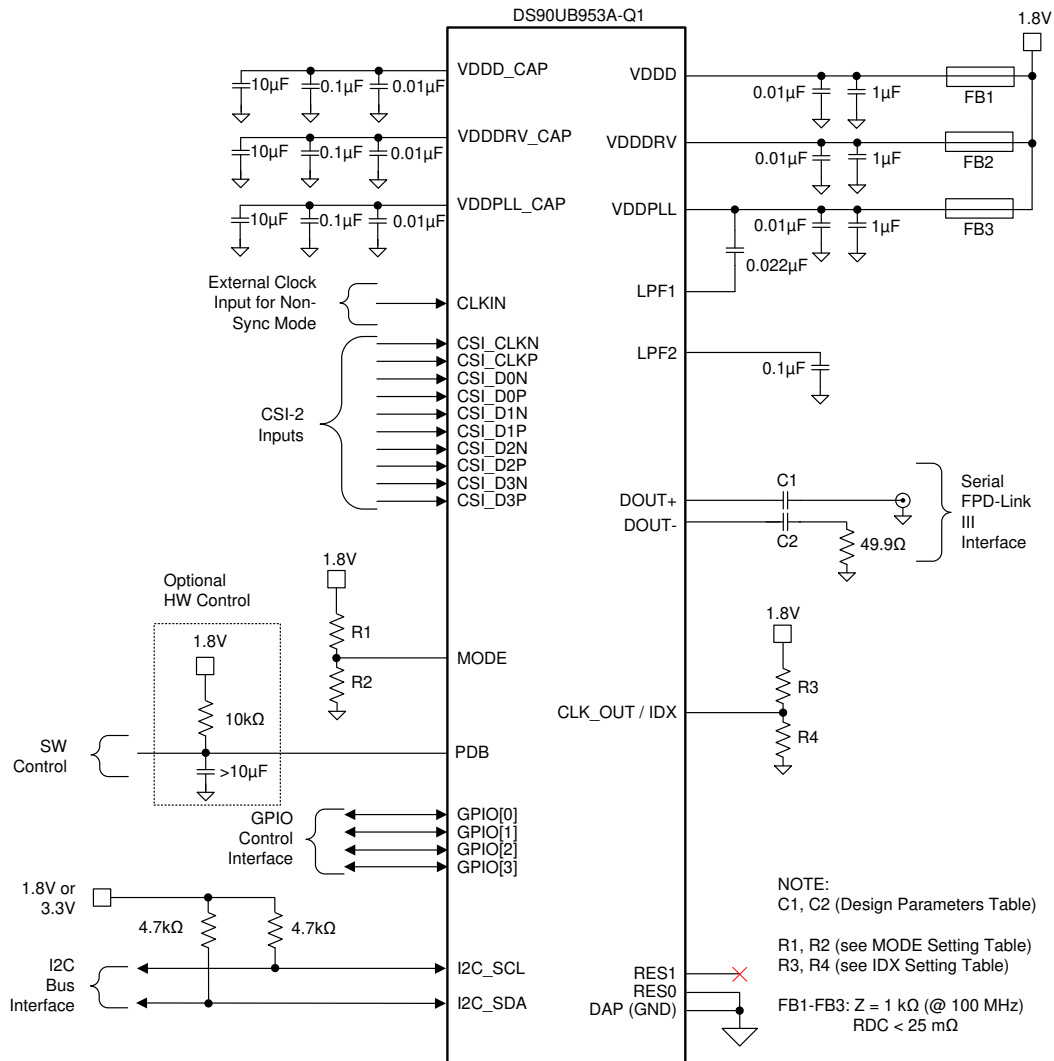 DS90UB953A-Q1
1.8V
VDDD_CAP
10µF
0.1µF
0.01µF
VDDDRV_CAP
10µF
0.1µF
0.01µF
VDDPLL_CAP
10µF
0.1µF
0.01µF
VDDD
0.01µF
1µF
FB1
VDDDRV
0.01µF
1µF
FB2
VDDPLL
0.01µF
1µF
FB3
0.022µF
LPF1
LPF2
0.1µF
External Clock
Input for Non-
Sync Mode
CLKIN
CSI-2
Inputs
CSI_CLKN
CSI_CLKP
CSI_D0N
CSI_D0P
CSI_D1N
CSI_D1P
CSI_D2N
CSI_D2P
CSI_D3N
CSI_D3P
DOUT+
DOUT-
C1
C2
49.9Ω
Serial
FPD-Link
III
Interface
1.8V
R1
R2
MODE
Optional
HW Control
1.8V
10kΩ
>10µF
SW
Control
PDB
1.8V
R3
R4
CLK_OUT / IDX
GPIO
Control
Interface
GPIO[0]
GPIO[1]
GPIO[2]
GPIO[3]
1.8V or
3.3V
4.7kΩ
4.7kΩ
I2C
Bus
Interface
I2C_SCL
I2C_SDA
RES1
RES0
DAP (GND)
NOTE:
C1, C2 (Design Parameters Table)
R1, R2 (see MODE Setting Table)
R3, R4 (see IDX Setting Table)
FB1-FB3: Z = 1 kΩ (@ 100 MHz)
RDC < 25 mΩ